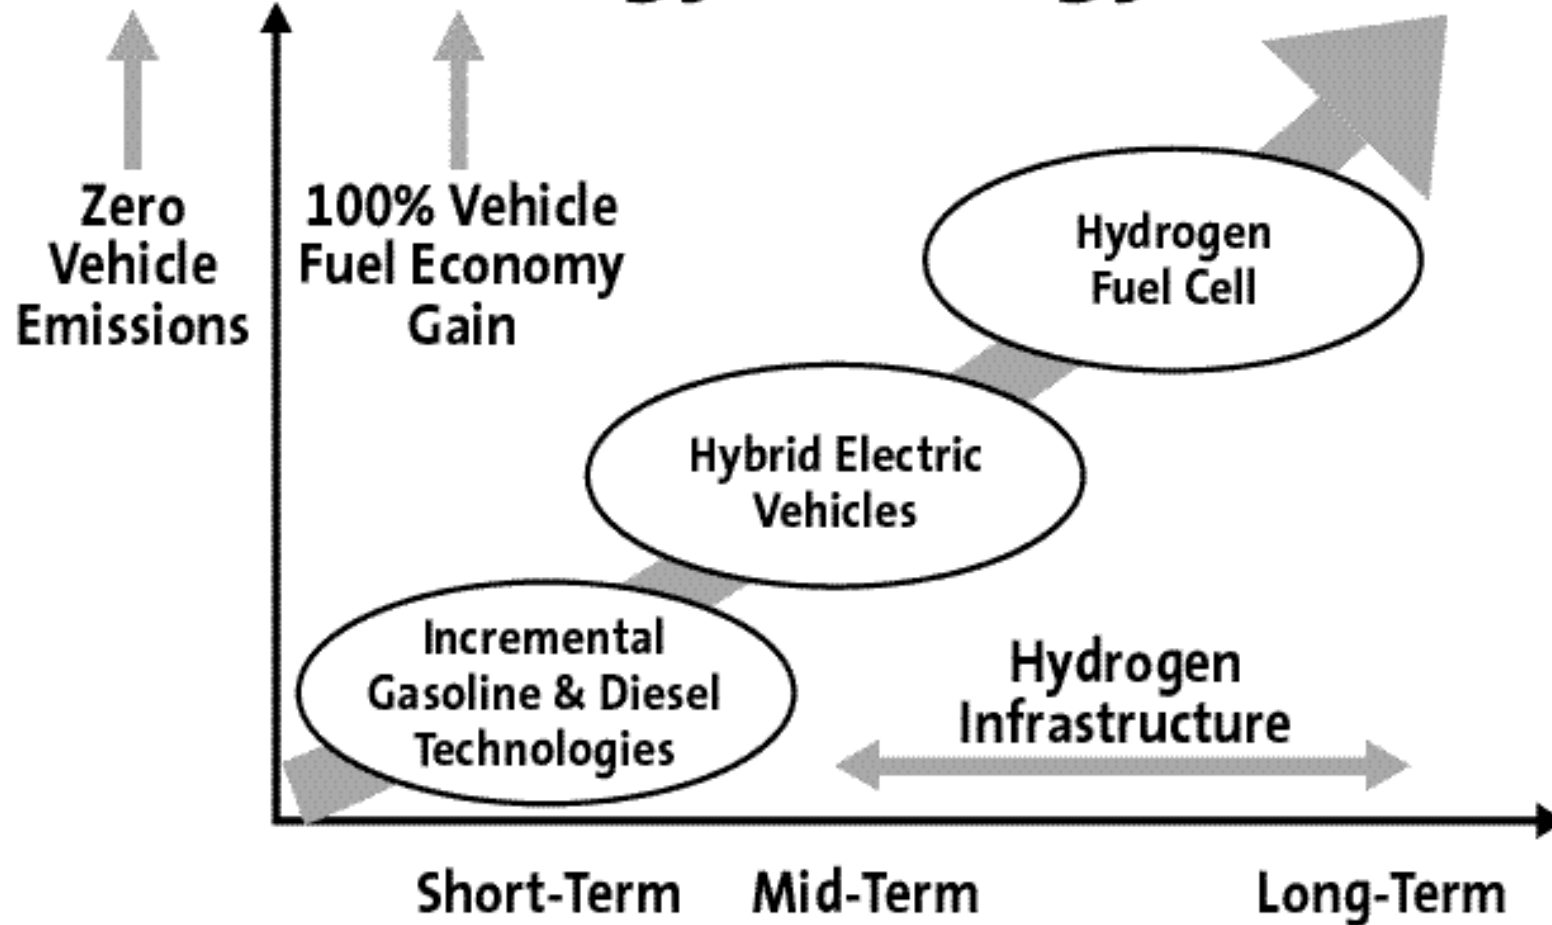 Zero
Vehicle
Emissions
100% Vehicle
Fuel Economy
Gain
Hydrogen
Fuel Cell
Hybrid Electric
Vehicles
Incremental
Gasoline & Diesel
Technologies
Hydrogen
Infrastructure
Short-Term
Mid-Term
Long-Term